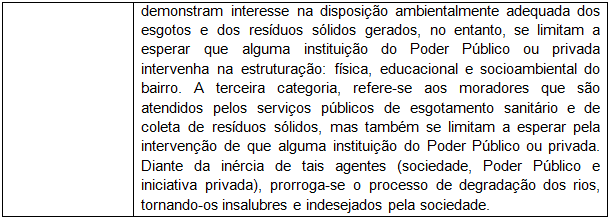 demonstram interesse na disposição ambientalmente adequada dos
esgotos e dos resíduos sólidos gerados, no entanto, se limitam a
esperar que alguma instituição do Poder Público ou privada
intervenha na estruturação: física, educacional e socioambiental do
bairro. A terceira categoria, refere-se aos moradores que são
atendidos pelos serviços públicos de esgotamento sanitário e de
coleta de resíduos sólidos, mas também se limitam a esperar pela
intervenção de que alguma instituição do Poder Público ou privada.
Diante da inércia de tais agentes (sociedade, Poder Público e
iniciativa privada), prorroga-se o processo de degradação dos rios,
tornando-os insalubres e indesejados pela sociedade.